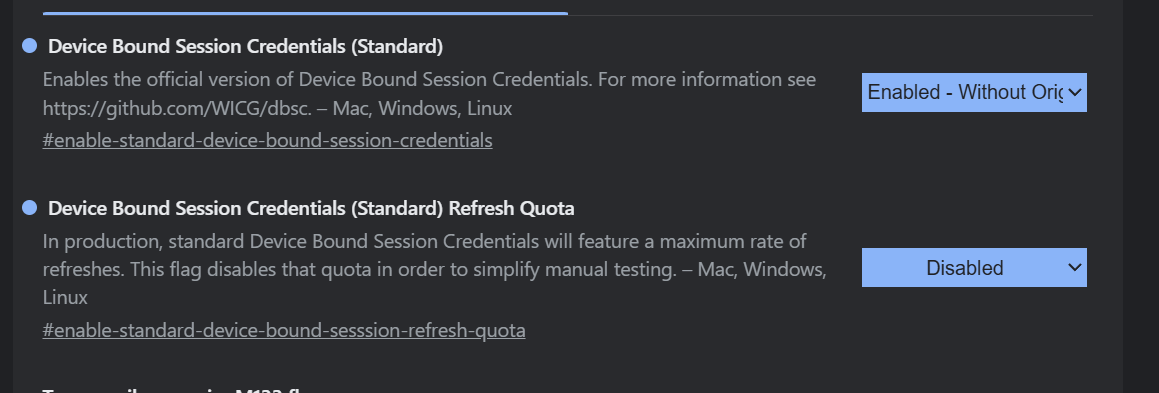 Device Bound Session Credentials (Standard)
Enables the official version of Device Bound Session Credentials. For more information see
https://github.com/WICG/dbsc. – Mac, Windows, Linux
Enabled - Without Orig
#enable-standard-device-bound-session-credentials
Device Bound Session Credentials (Standard) Refresh Quota
In production, standard Device Bound Session Credentials will feature a maximum rate of
refreshes. This flag disables that quota in order to simplify manual testing. – Mac, Windows,
Linux
Disabled
#enable-standard-device-bound-sesssion-refresh-quota